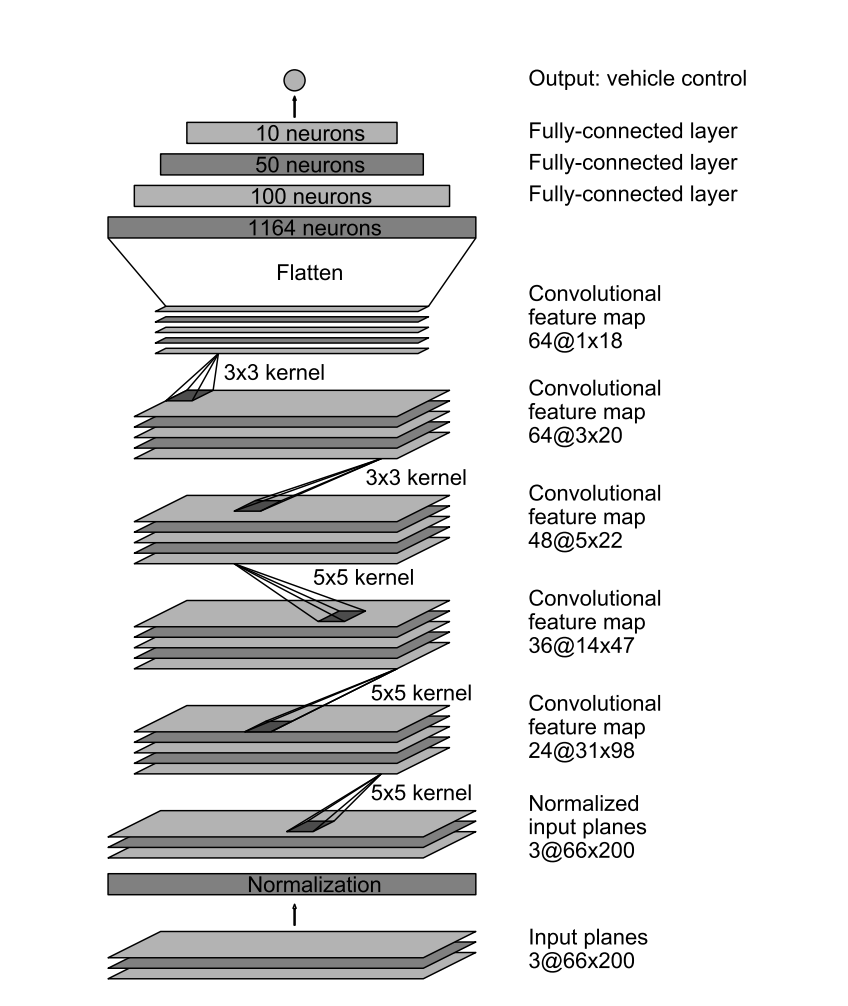 Output: vehicle control
10 neurons
Fully-connected layer
50 neurons
Fully-connected layer
100 neurons
Fully-connected layer
1164 neurons
Flatten
Convolutional
feature map
64@1x18
3x3 kernel
Convolutional
feature map
64@3x20
3x3 kernel
Convolutional
feature map
48@5x22
5x5 kernel
Convolutional
feature map
36@14x47
5x5 kernel
Convolutional
feature map
24@31x98
5x5 kernel
Normalized
input planes
3@66x200
Normalization
Input planes
3@66x200